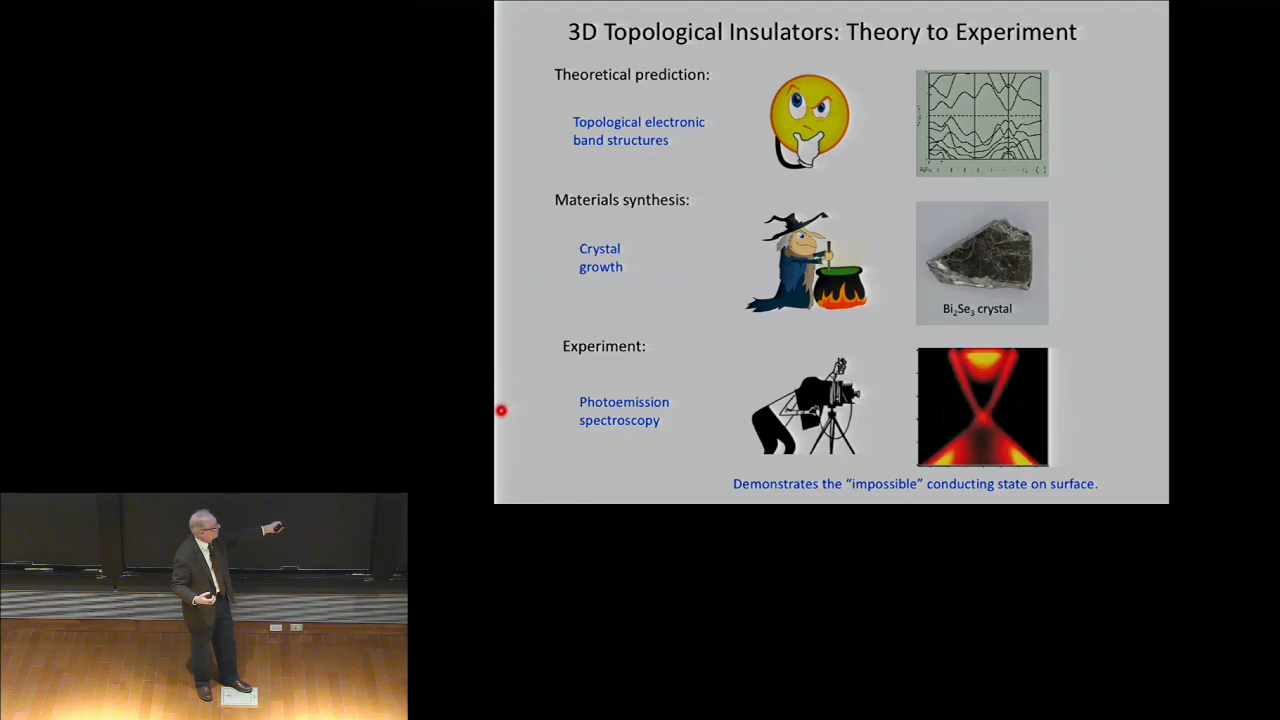 3D Topological Insulators: Theory to Experiment
Theoretical prediction:
Topological electronic
band structures
Materials synthesis:
Crystal
growth
Bi₂Se₃ crystal
Experiment:
Photoemission
spectroscopy
Demonstrates the “impossible” conducting state on surface.